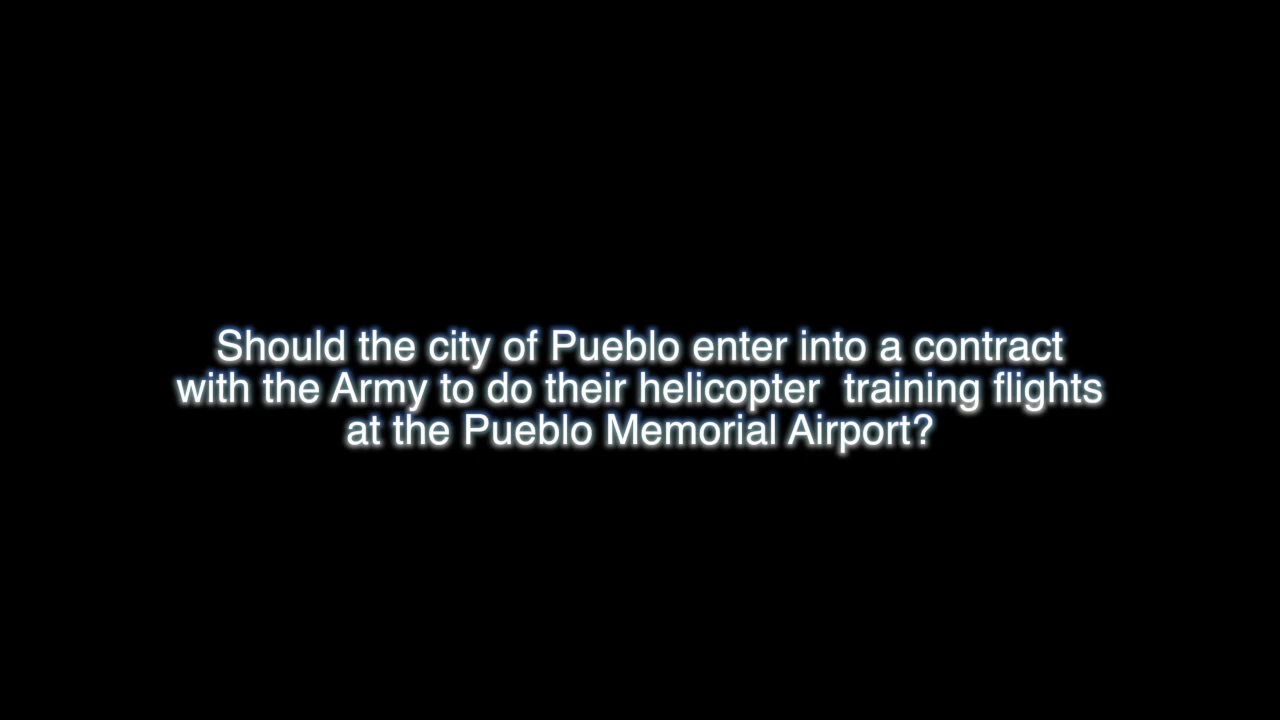 Should the city of Pueblo enter into a contract
with the Army to do their helicopter  training flights
at the Pueblo Memorial Airport?